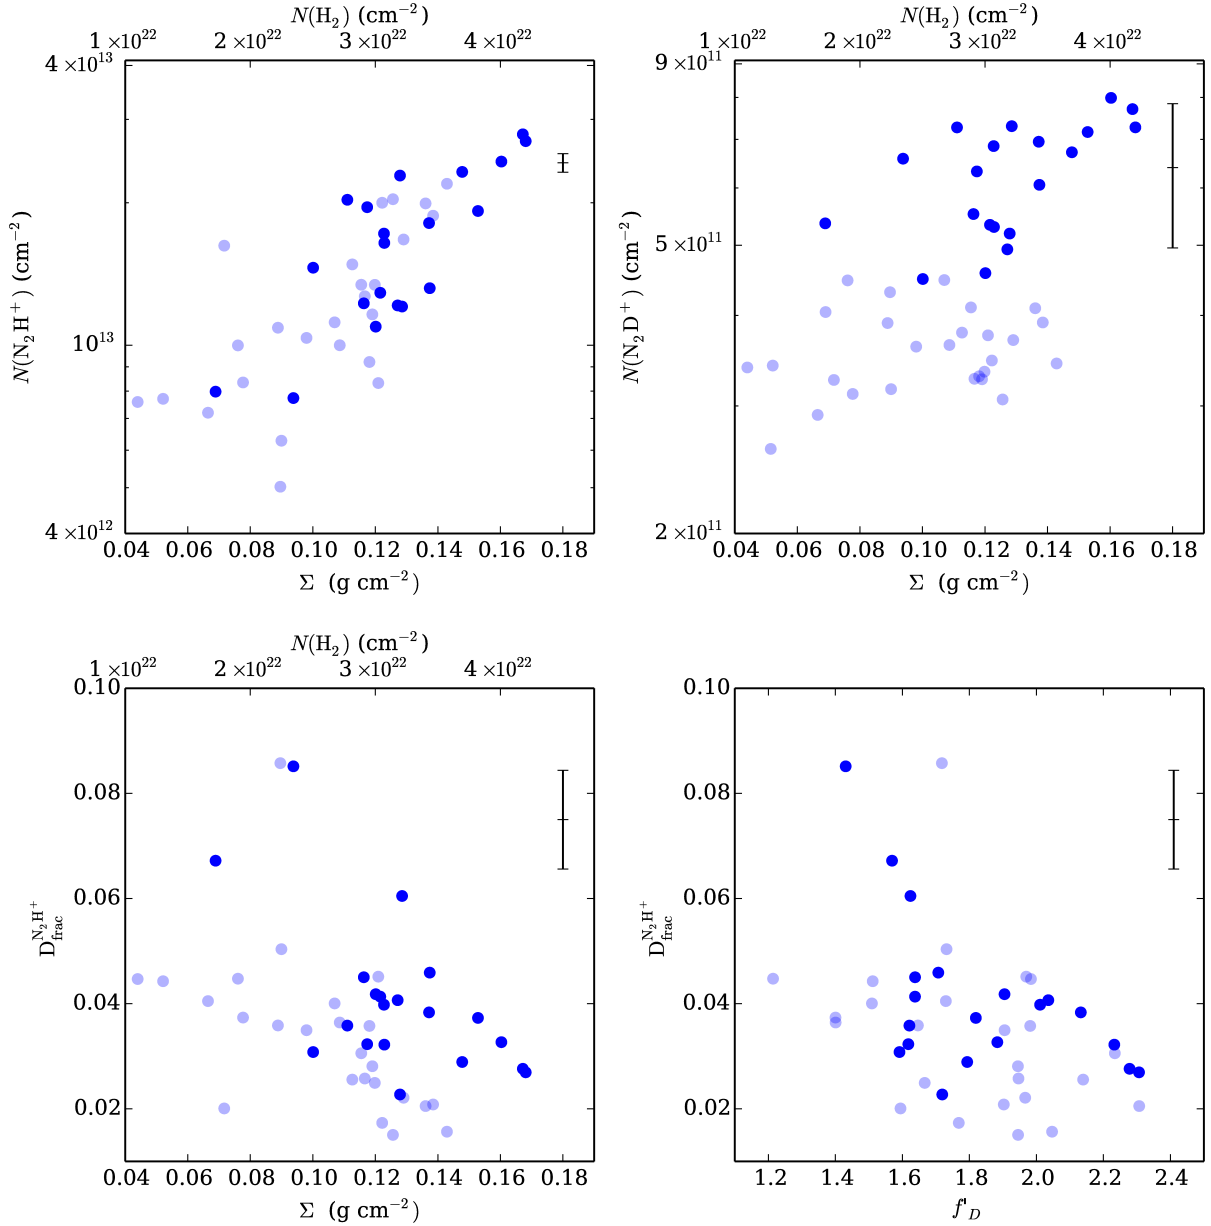 N(H₂) (cm⁻²)
1 ×10²² 2 ×10²² 3 ×10²² 4 ×10²²
4 ×10¹³
10¹³
4 ×10¹²
N(N₂H⁺) (cm⁻²)
0.04 0.06 0.08 0.10 0.12 0.14 0.16 0.18
Σ (g cm⁻²)
N(H₂) (cm⁻²)
1 ×10²² 2 ×10²² 3 ×10²² 4 ×10²²
9 ×10¹¹
5 ×10¹¹
2 ×10¹¹
N(N₂D⁺) (cm⁻²)
0.04 0.06 0.08 0.10 0.12 0.14 0.16 0.18
Σ (g cm⁻²)
N(H₂) (cm⁻²)
1 ×10²² 2 ×10²² 3 ×10²² 4 ×10²²
0.10
0.08
0.06
0.04
0.02
D_frac^N₂H⁺
0.04 0.06 0.08 0.10 0.12 0.14 0.16 0.18
Σ (g cm⁻²)
0.10
0.08
0.06
0.04
0.02
D_frac^N₂H⁺
1.2 1.4 1.6 1.8 2.0 2.2 2.4
f'_D